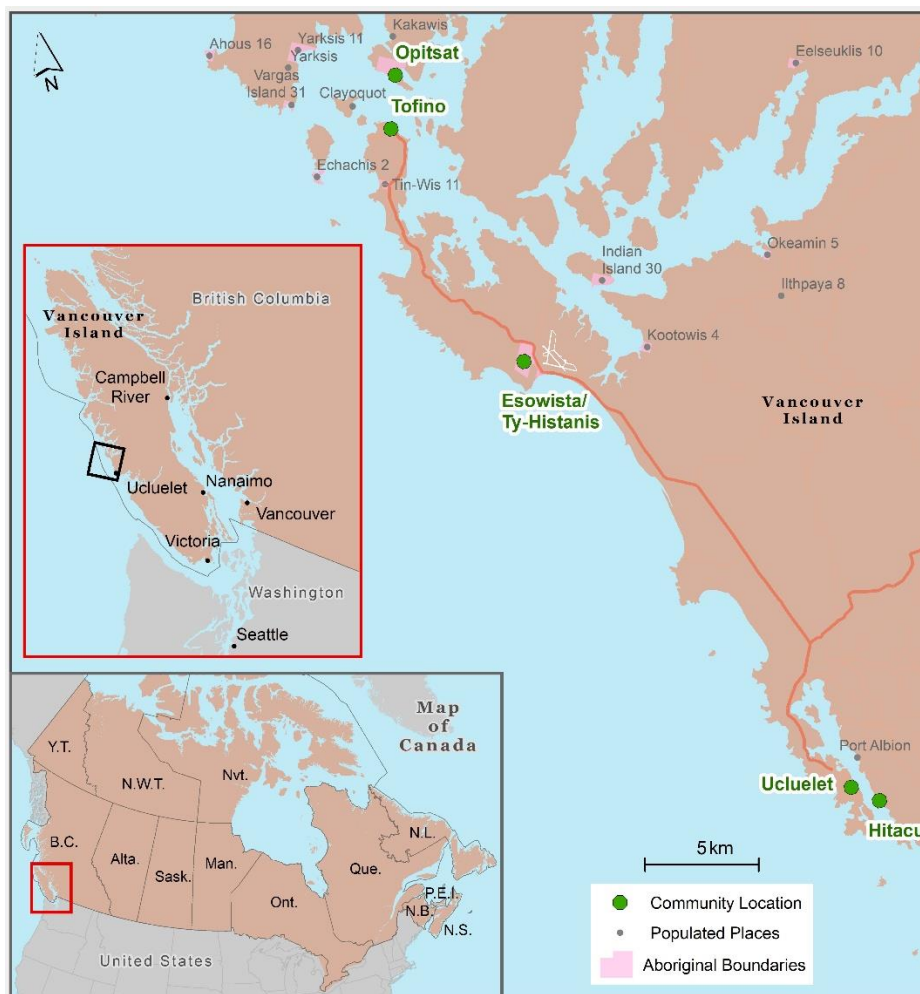 N
Kakawis
Ahous 16
Yarksis 11
Yarksis
Opitsat
Vargas
Island 31
Clayoquot
Tofino
Eelseuklis 10
Echachis 2
Tin-Wis 11
Okeamin 5
Indian
Island 30
Ilthpaya 8
Kootowis 4
Esowista/
Ty-Histanis
Vancouver
Island
Port Albion
Ucluelet
Hitacu
5 km
Community Location
Populated Places
Aboriginal Boundaries
British Columbia
Vancouver
Island
Campbell
River
Ucluelet
Nanaimo
Vancouver
Victoria
Washington
Seattle
Map
of
Canada
Y.T.
N.W.T.
Nvt.
B.C.
Alta.
Sask.
Man.
Ont.
Que.
N.L.
P.E.I.
N.B.
N.S.
United States